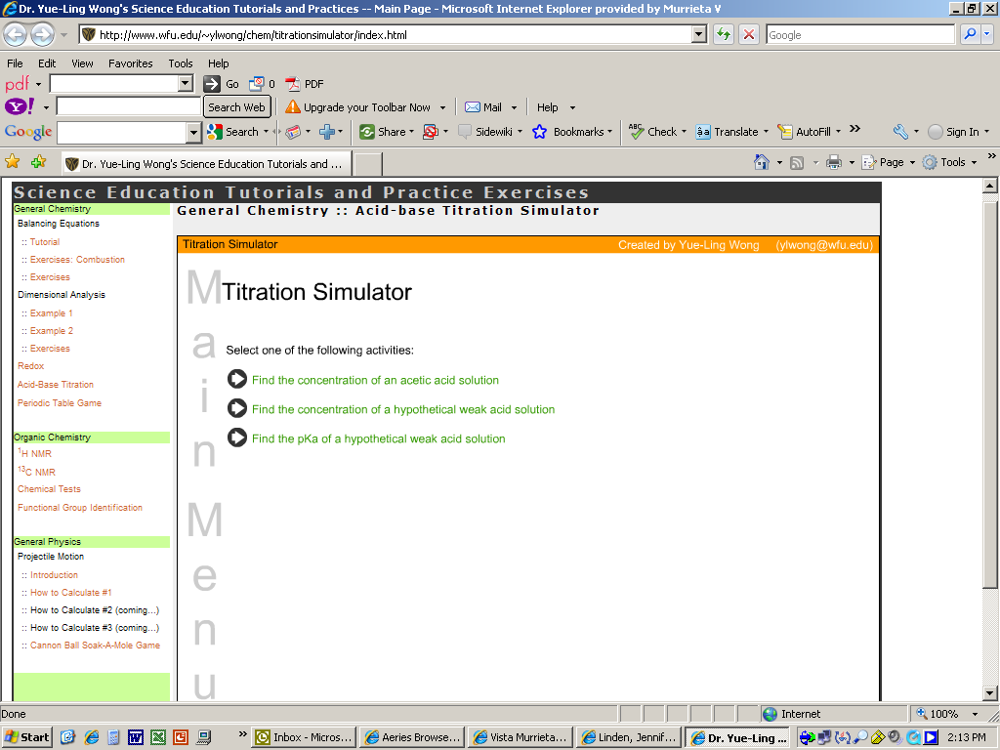 Dr. Yue-Ling Wong's Science Education Tutorials and Practices -- Main Page - Microsoft Internet Explorer provided by Murrieta V
http://www.wfu.edu/~ylwong/chem/titrationsimulator/index.html
Google
File Edit View Favorites Tools Help
pdf Go 0 PDF
Y! Search Web Upgrade your Toolbar Now Mail Help
Google Search Share Sidewiki Bookmarks ABC Check aあ Translate AutoFill Sign In
Dr. Yue-Ling Wong's Science Education Tutorials and ... Page Tools
Science Education Tutorials and Practice Exercises
General Chemistry
Balancing Equations
:: Tutorial
:: Exercises: Combustion
:: Exercises
Dimensional Analysis
:: Example 1
:: Example 2
:: Exercises
Redox
Acid-Base Titration
Periodic Table Game
Organic Chemistry
1H NMR
13C NMR
Chemical Tests
Functional Group Identification
General Physics
Projectile Motion
:: Introduction
:: How to Calculate #1
:: How to Calculate #2 (coming...)
:: How to Calculate #3 (coming...)
:: Cannon Ball Soak-A-Mole Game
General Chemistry :: Acid-base Titration Simulator
Titration Simulator Created by Yue-Ling Wong (ylwong@wfu.edu)
Main Menu
Titration Simulator
Select one of the following activities:
Find the concentration of an acetic acid solution
Find the concentration of a hypothetical weak acid solution
Find the pKa of a hypothetical weak acid solution
Done Internet 100%
Start Inbox - Micros... Aeries Browse... Vista Murrieta... Linden, Jennif... Dr. Yue-Ling ... 2:13 PM